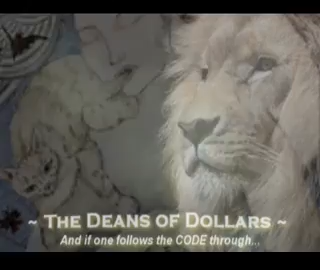 ~ THE DEANS OF DOLLARS ~
And if one follows the CODE through...